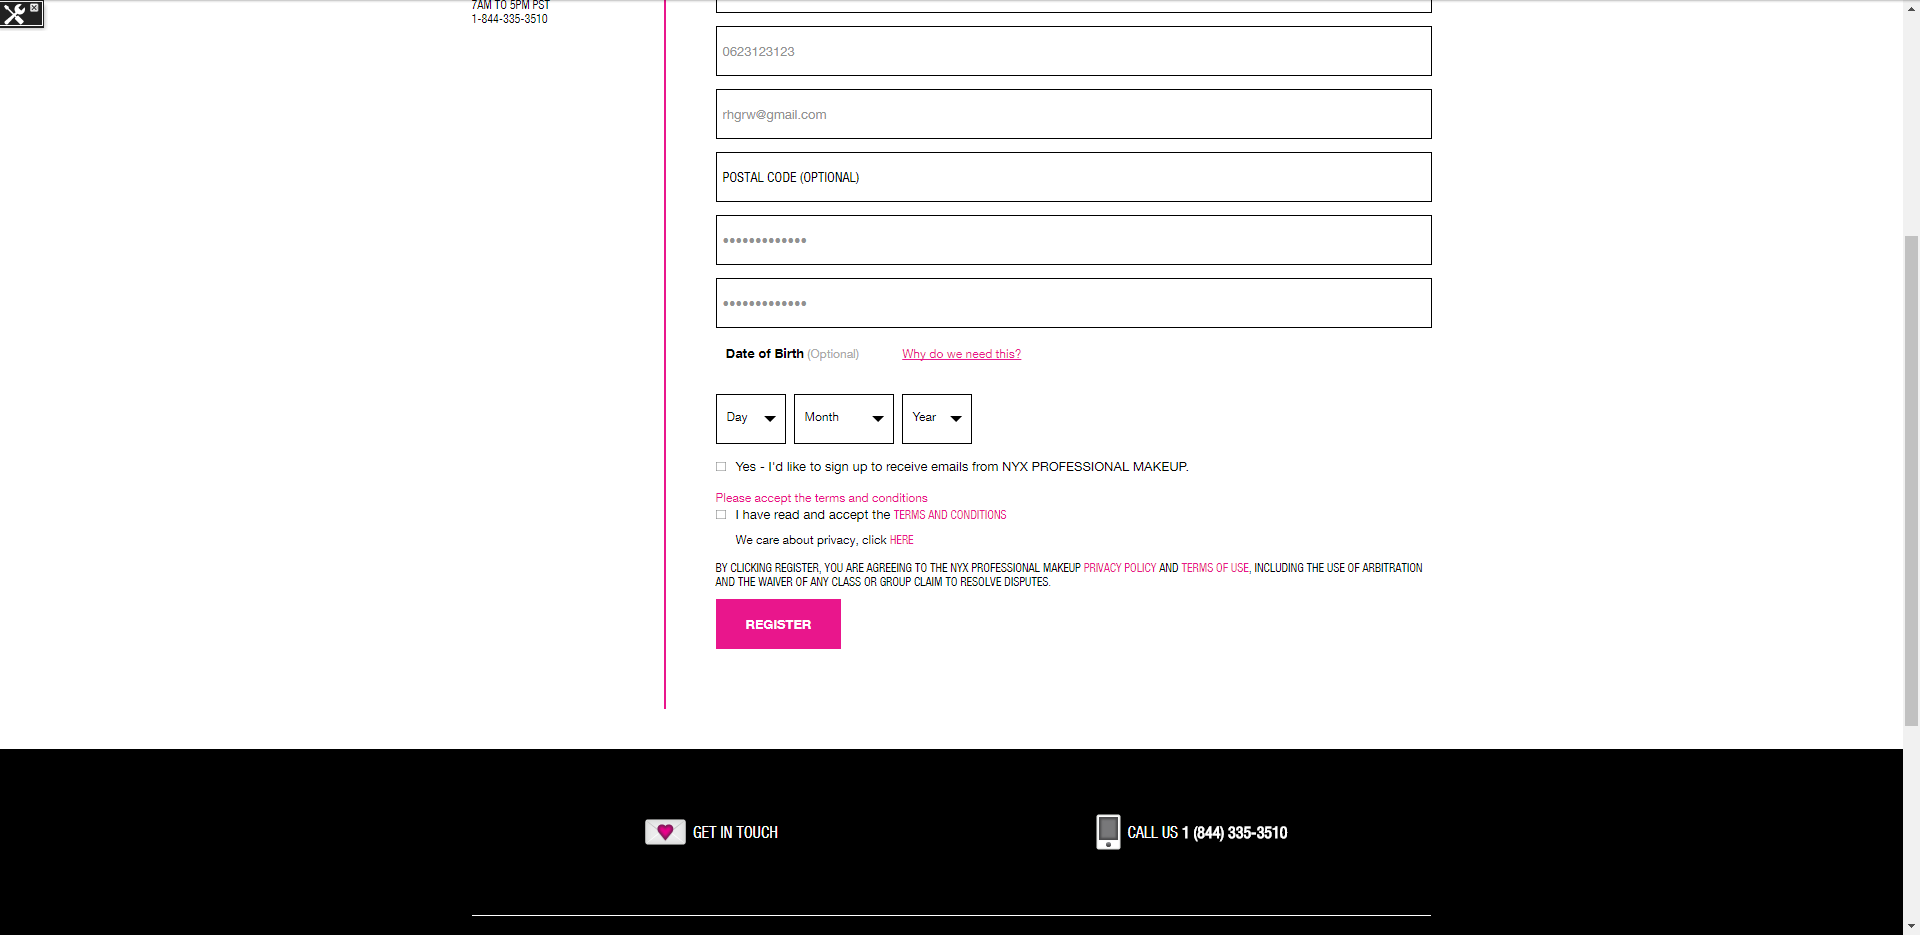 7AM TO 5PM PST
1-844-335-3510
0623123123
rhgrw@gmail.com
POSTAL CODE (OPTIONAL)
•••••••••••••
•••••••••••••
Date of Birth (Optional) Why do we need this?
Day Month Year
Yes - I'd like to sign up to receive emails from NYX PROFESSIONAL MAKEUP.
Please accept the terms and conditions
I have read and accept the TERMS AND CONDITIONS
We care about privacy, click HERE
BY CLICKING REGISTER, YOU ARE AGREEING TO THE NYX PROFESSIONAL MAKEUP PRIVACY POLICY AND TERMS OF USE, INCLUDING THE USE OF ARBITRATION
AND THE WAIVER OF ANY CLASS OR GROUP CLAIM TO RESOLVE DISPUTES.
REGISTER
GET IN TOUCH CALL US 1 (844) 335-3510